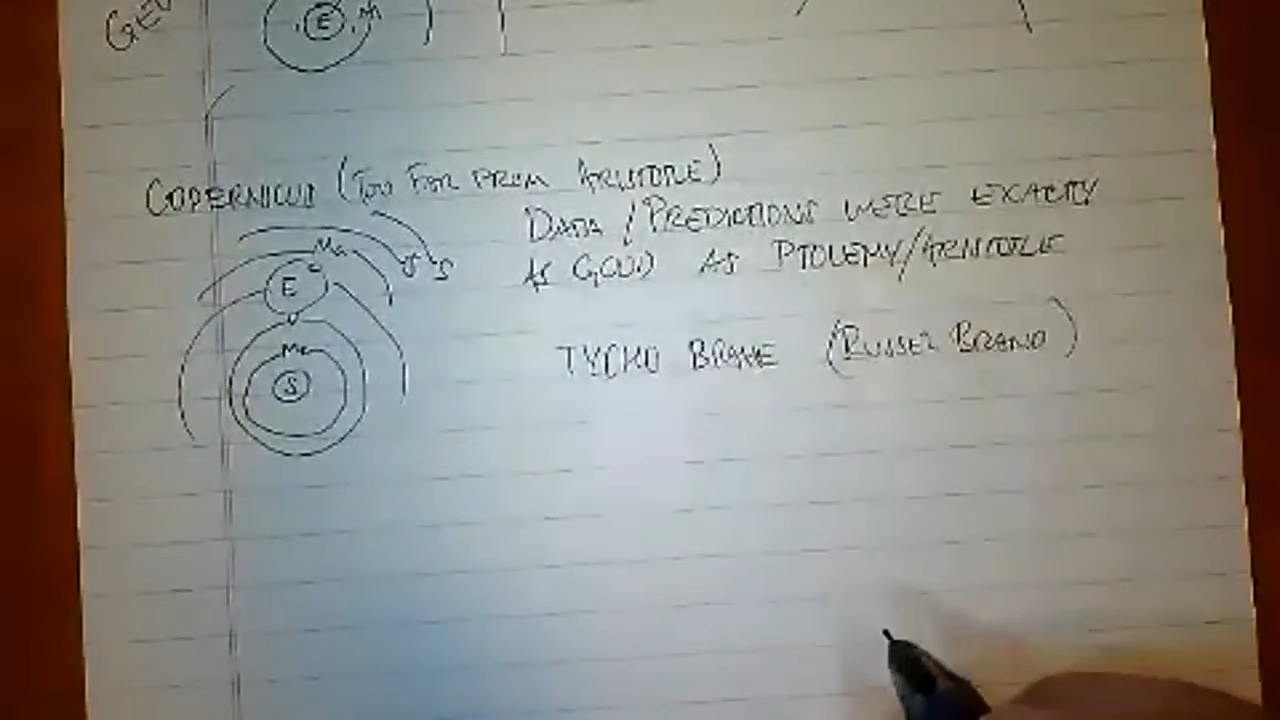 GEO
E M
COPERNICUS (TOO FAR FROM ARISTOTLE)
DATA/PREDICTIONS WERE EXACTLY
AS GOOD AS PTOLEMY/ARISTOTLE
Ma
J S
E
V
Me
S
TYCHO BRAHE (RUSSEL BRAND)